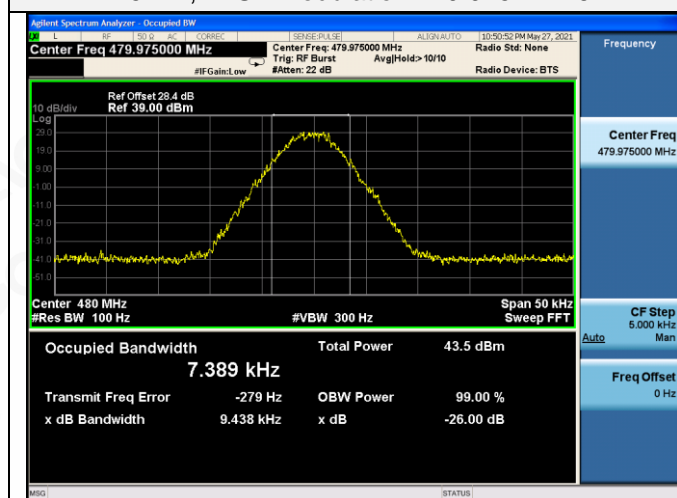 Agilent Spectrum Analyzer - Occupied BW
L RF 50 Ω AC CORREC SENSE:PULSE ALIGN AUTO 10:50:52 PM May 27, 2021
Center Freq 479.975000 MHz
Center Freq: 479.975000 MHz Radio Std: None
Trig: RF Burst Avg|Hold:> 10/10
#IFGain:Low #Atten: 22 dB Radio Device: BTS
Frequency
Ref Offset 28.4 dB
10 dB/div Ref 39.00 dBm
Log
29.0
19.0
9.00
-1.00
-11.0
-21.0
-31.0
-41.0
-51.0
Center Freq
479.975000 MHz
Center 480 MHz Span 50 kHz
#Res BW 100 Hz #VBW 300 Hz Sweep FFT
CF Step
5.000 kHz
Auto Man
Occupied Bandwidth Total Power 43.5 dBm
7.389 kHz
Transmit Freq Error -279 Hz OBW Power 99.00 %
x dB Bandwidth 9.438 kHz x dB -26.00 dB
Freq Offset
0 Hz
MSG STATUS